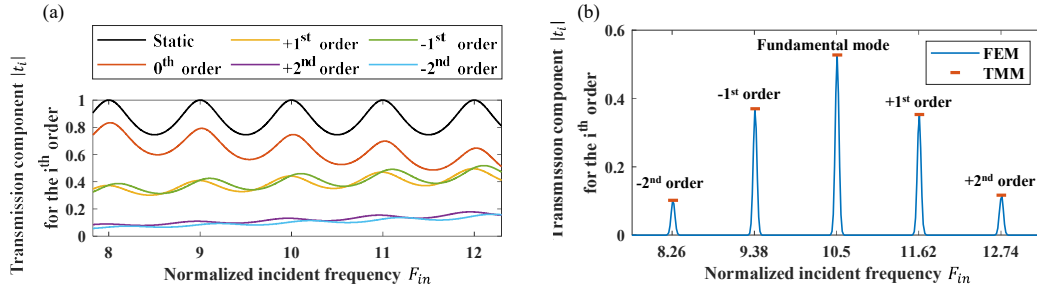 (a)
Static
+1st order
-1st order
0th order
+2nd order
-2nd order
Transmission component |ti|
for the ith order
1
0.8
0.6
0.4
0.2
0
8
9
10
11
12
Normalized incident frequency Fin
(b)
Transmission component |ti|
for the ith order
0.6
0.4
0.2
0
Fundamental mode
FEM
TMM
-1st order
+1st order
-2nd order
+2nd order
8.26
9.38
10.5
11.62
12.74
Normalized incident frequency Fin